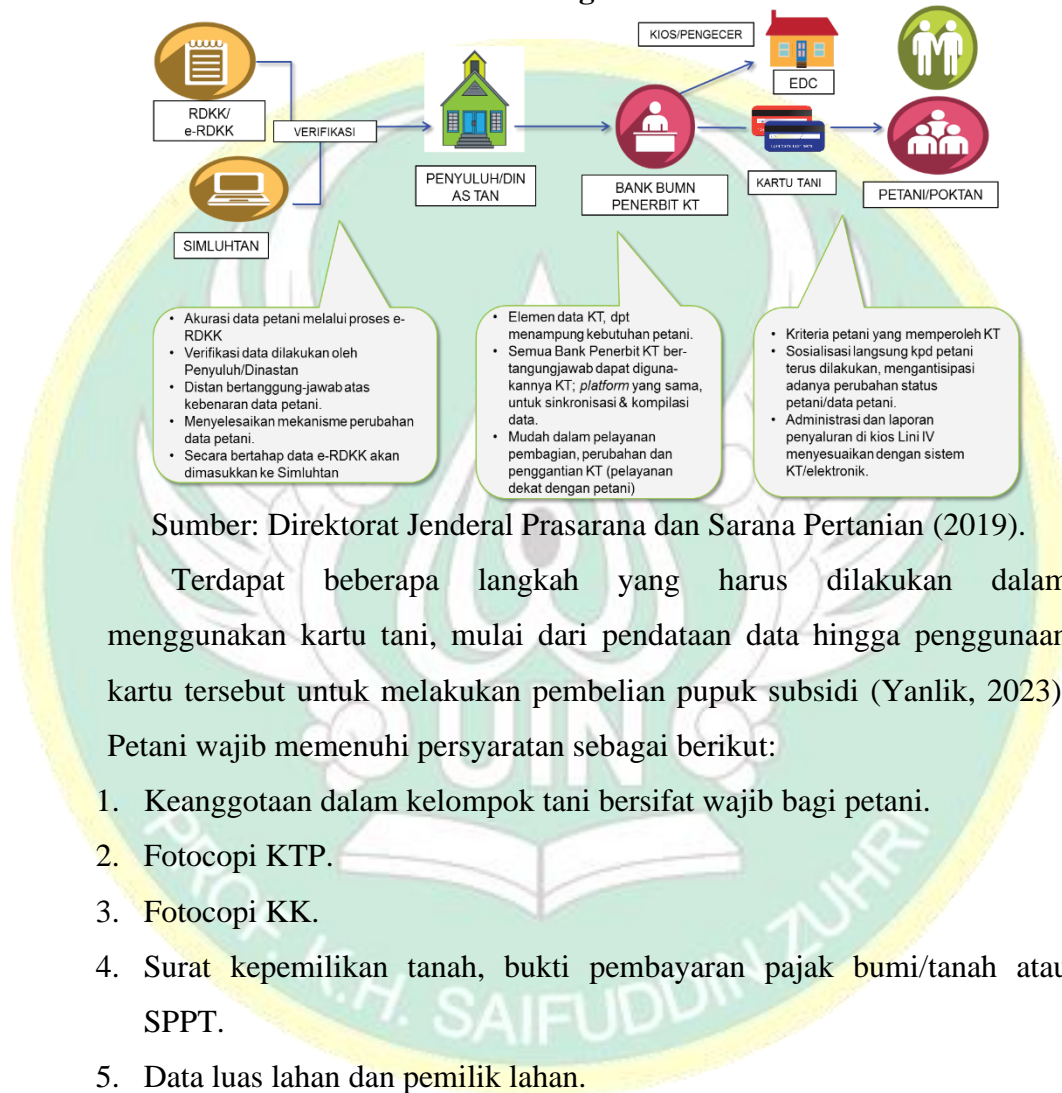 KIOS/PENGECER
EDC
RDKK/
e-RDKK
VERIFIKASI
SIMLUHTAN
PENYULUH/DIN
AS TAN
BANK BUMN
PENERBIT KT
KARTU TANI
PETANI/POKTAN
• Akurasi data petani melalui proses e-
RDKK
• Verifikasi data dilakukan oleh
Penyuluh/Dinastan
• Distan bertanggung-jawab atas
kebenaran data petani.
• Menyelesaikan mekanisme perubahan
data petani.
• Secara bertahap data e-RDKK akan
dimasukkan ke Simluhtan
• Elemen data KT, dpt
menampung kebutuhan petani.
• Semua Bank Penerbit KT ber-
tangungjawab dapat diguna-
kannya KT; platform yang sama,
untuk sinkronisasi & kompilasi
data.
• Mudah dalam pelayanan
pembagian, perubahan dan
penggantian KT (pelayanan
dekat dengan petani)
• Kriteria petani yang memperoleh KT
• Sosialisasi langsung kpd petani
terus dilakukan, mengantisipasi
adanya perubahan status
petani/data petani.
• Administrasi dan laporan
penyaluran di kios Lini IV
menyesuaikan dengan sistem
KT/elektronik.
Sumber: Direktorat Jenderal Prasarana dan Sarana Pertanian (2019).
Terdapat beberapa langkah yang harus dilakukan dalam
menggunakan kartu tani, mulai dari pendataan data hingga penggunaan
kartu tersebut untuk melakukan pembelian pupuk subsidi (Yanlik, 2023)
Petani wajib memenuhi persyaratan sebagai berikut:
1. Keanggotaan dalam kelompok tani bersifat wajib bagi petani.
2. Fotocopi KTP.
3. Fotocopi KK.
4. Surat kepemilikan tanah, bukti pembayaran pajak bumi/tanah atau
SPPT.
5. Data luas lahan dan pemilik lahan.
UIN
PROF. K.H. SAIFUDDIN ZUHRI